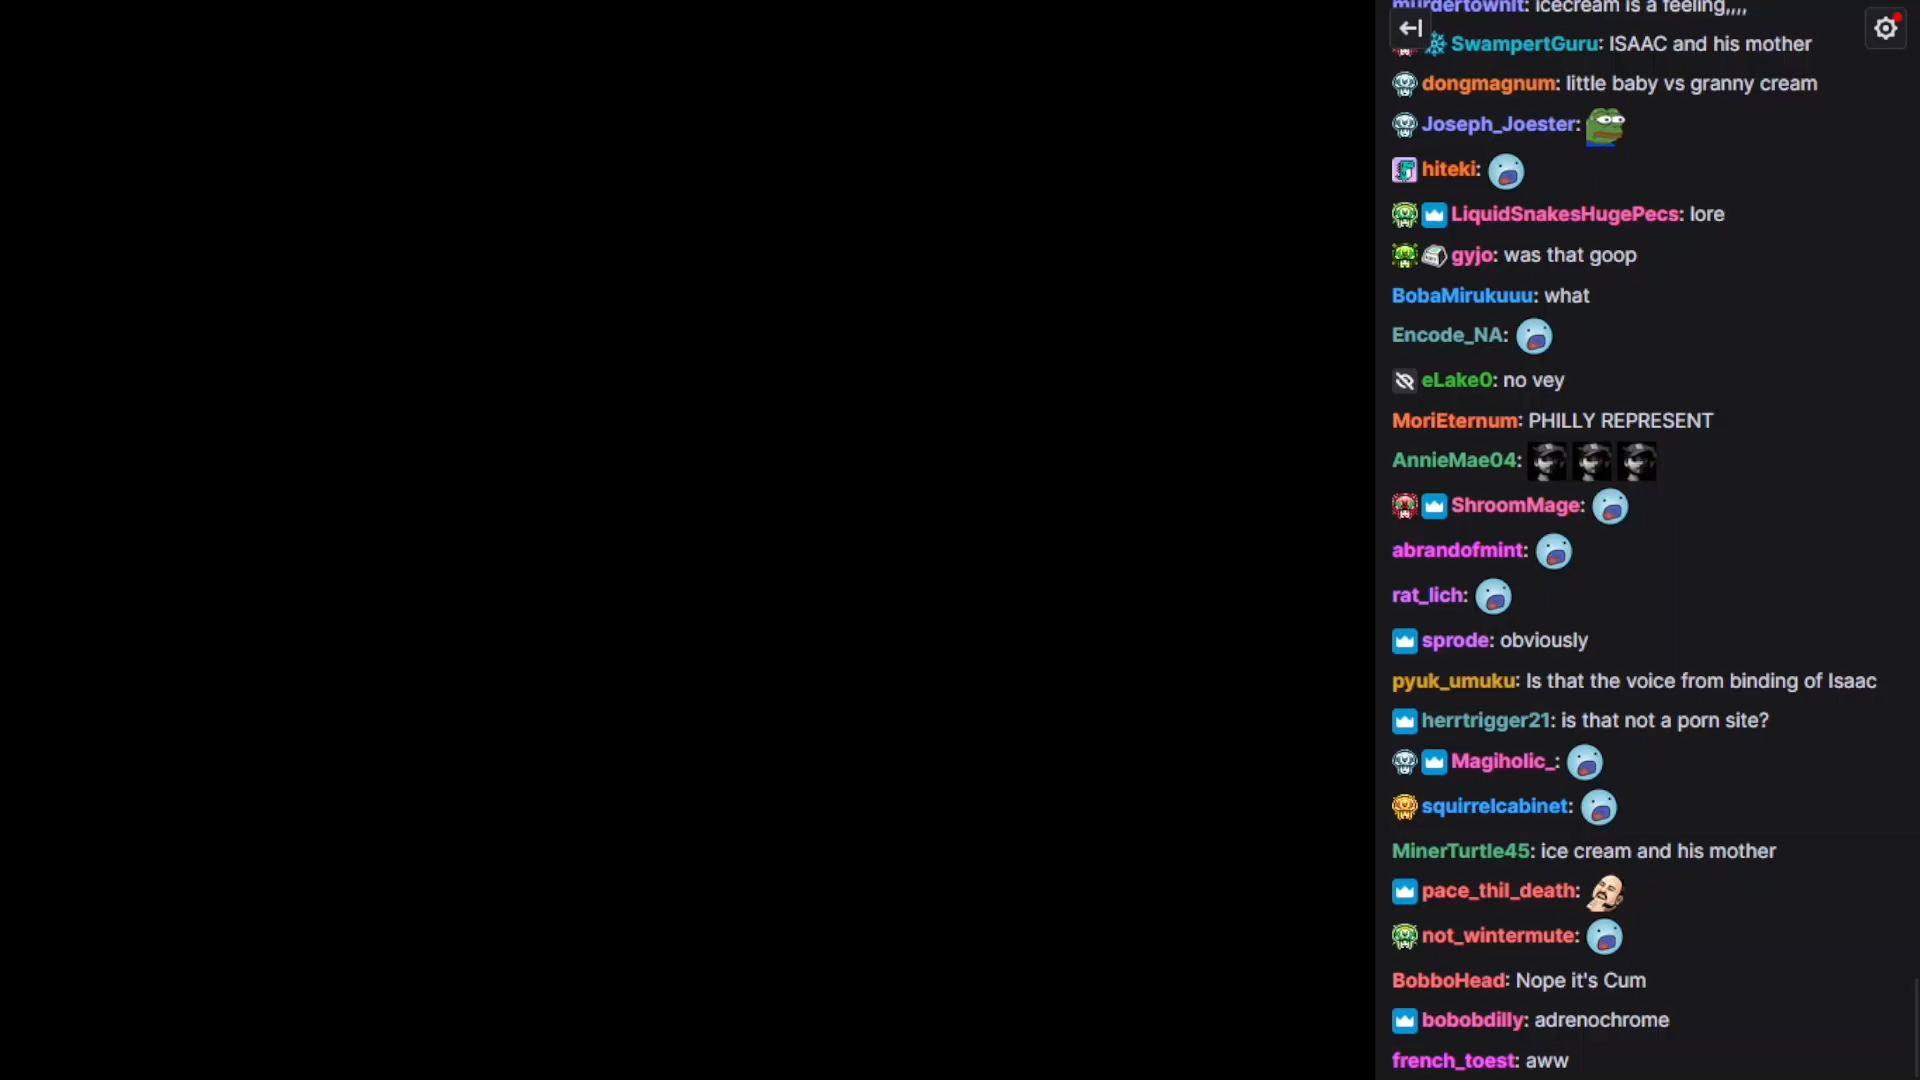 murdertownlt: icecream is a feeling,,,,
SwampertGuru: ISAAC and his mother
dongmagnum: little baby vs granny cream
Joseph_Joester:
hiteki:
LiquidSnakesHugePecs: lore
gyjo: was that goop
BobaMirukuuu: what
Encode_NA:
eLake0: no vey
MoriEternum: PHILLY REPRESENT
AnnieMae04:
ShroomMage:
abrandofmint:
rat_lich:
sprode: obviously
pyuk_umuku: Is that the voice from binding of Isaac
herrtrigger21: is that not a porn site?
Magiholic_:
squirrelcabinet:
MinerTurtle45: ice cream and his mother
pace_thil_death:
not_wintermute:
BobboHead: Nope it's Cum
bobobdilly: adrenochrome
french_toest: aww